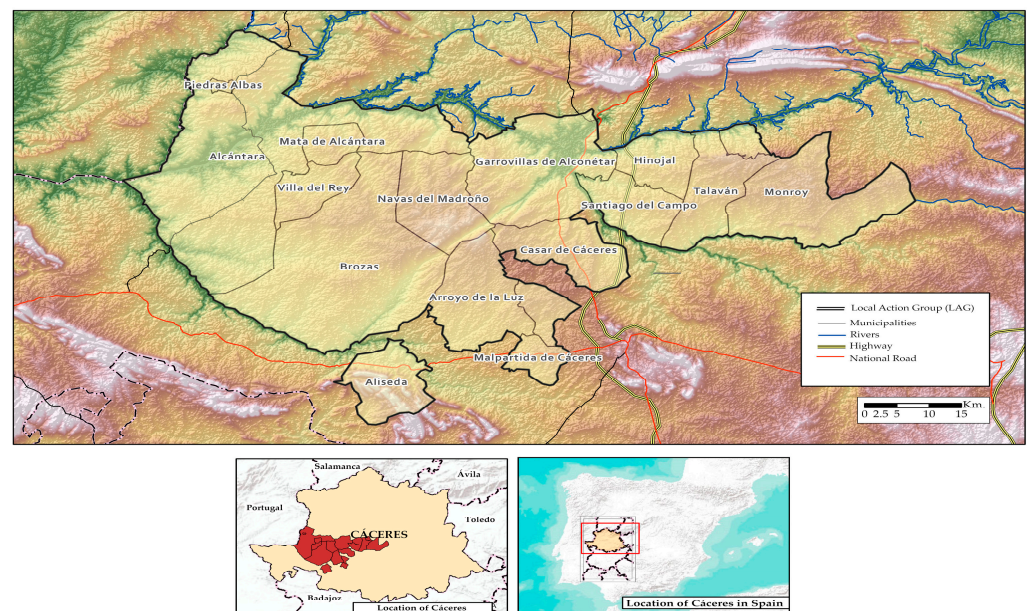 Piedras Albas
Mata de Alcántara
Alcántara
Garrovillas de Alconétar
Hinojal
Villa del Rey
Navas del Madroño
Talaván
Monroy
Santiago del Campo
Casar de Cáceres
Brozas
Arroyo de la Luz
Malpartida de Cáceres
Aliseda
Local Action Group (LAG)
Municipalities
Rivers
Highway
National Road
Km
0 2.5 5 10 15
Salamanca
Ávila
Portugal
Toledo
CÁCERES
Badajoz
Location of Cáceres
Location of Cáceres in Spain